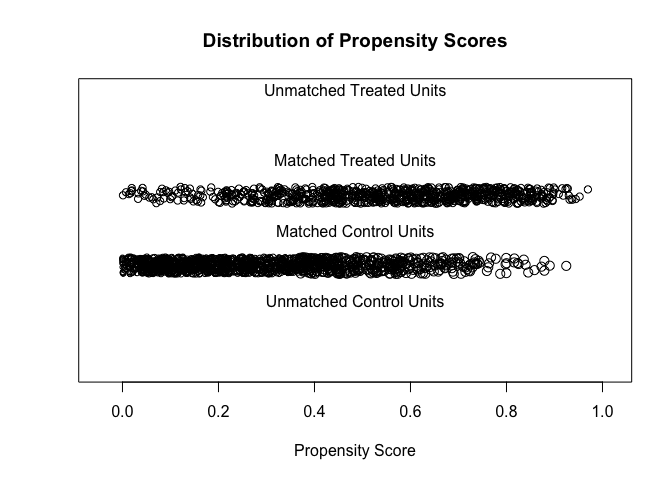 Distribution of Propensity Scores
Unmatched Treated Units
Matched Treated Units
Matched Control Units
Unmatched Control Units
0.0 0.2 0.4 0.6 0.8 1.0
Propensity Score